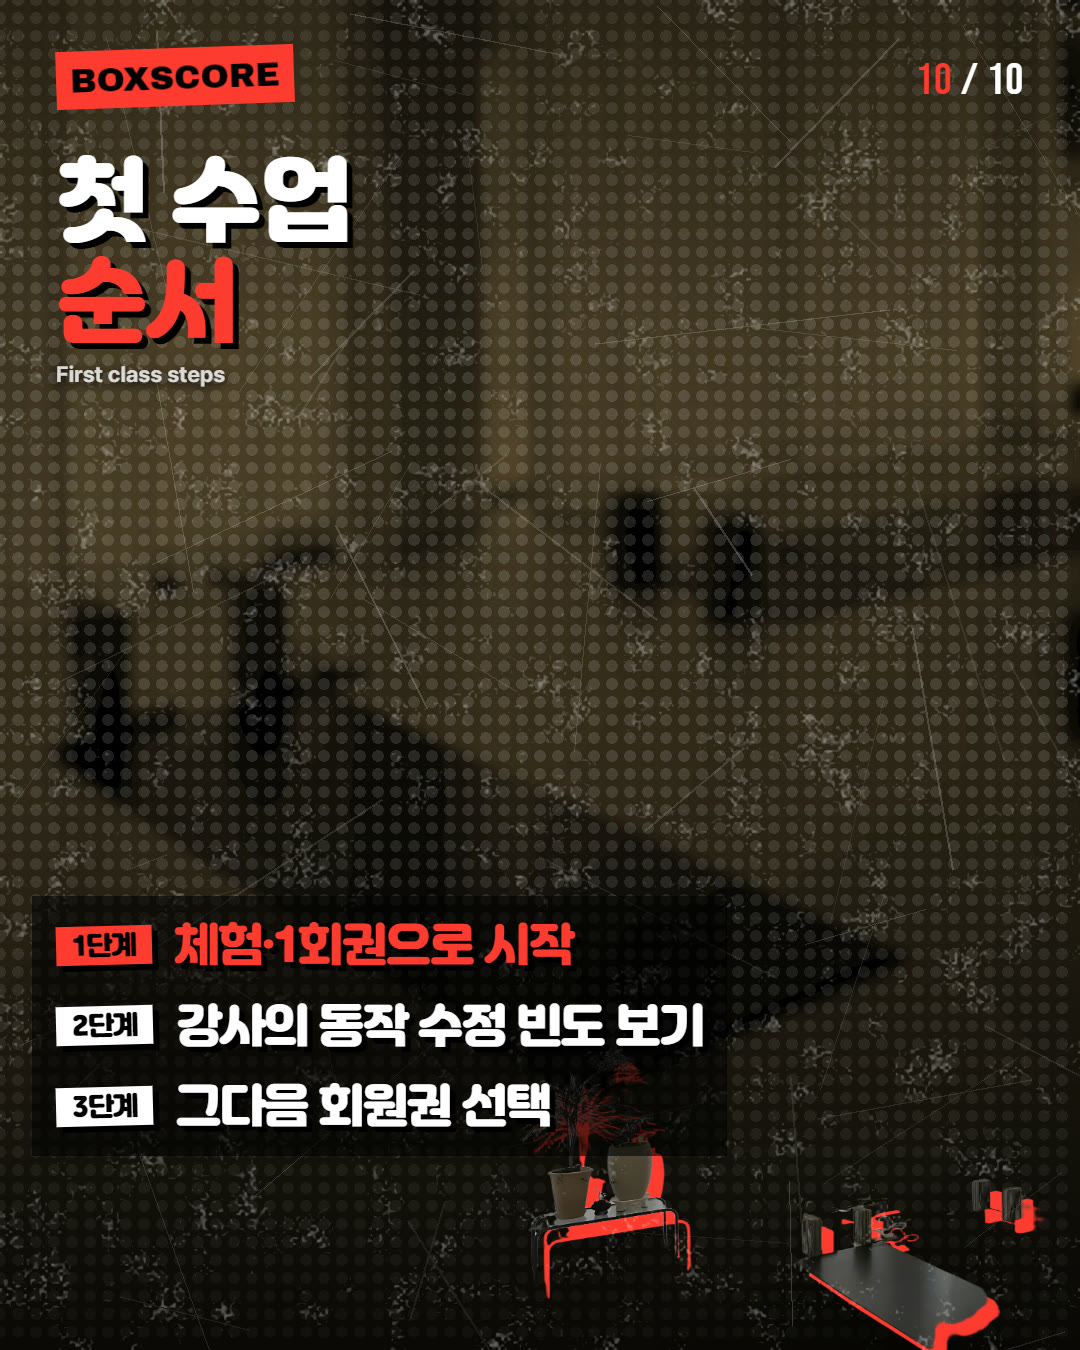 BOXSCORE
10 / 10
첫 수업
순서
First class steps
1단계 체험·1회권으로 시작
2단계 강사의 동작 수정 빈도 보기
3단계 그다음 회원권 선택